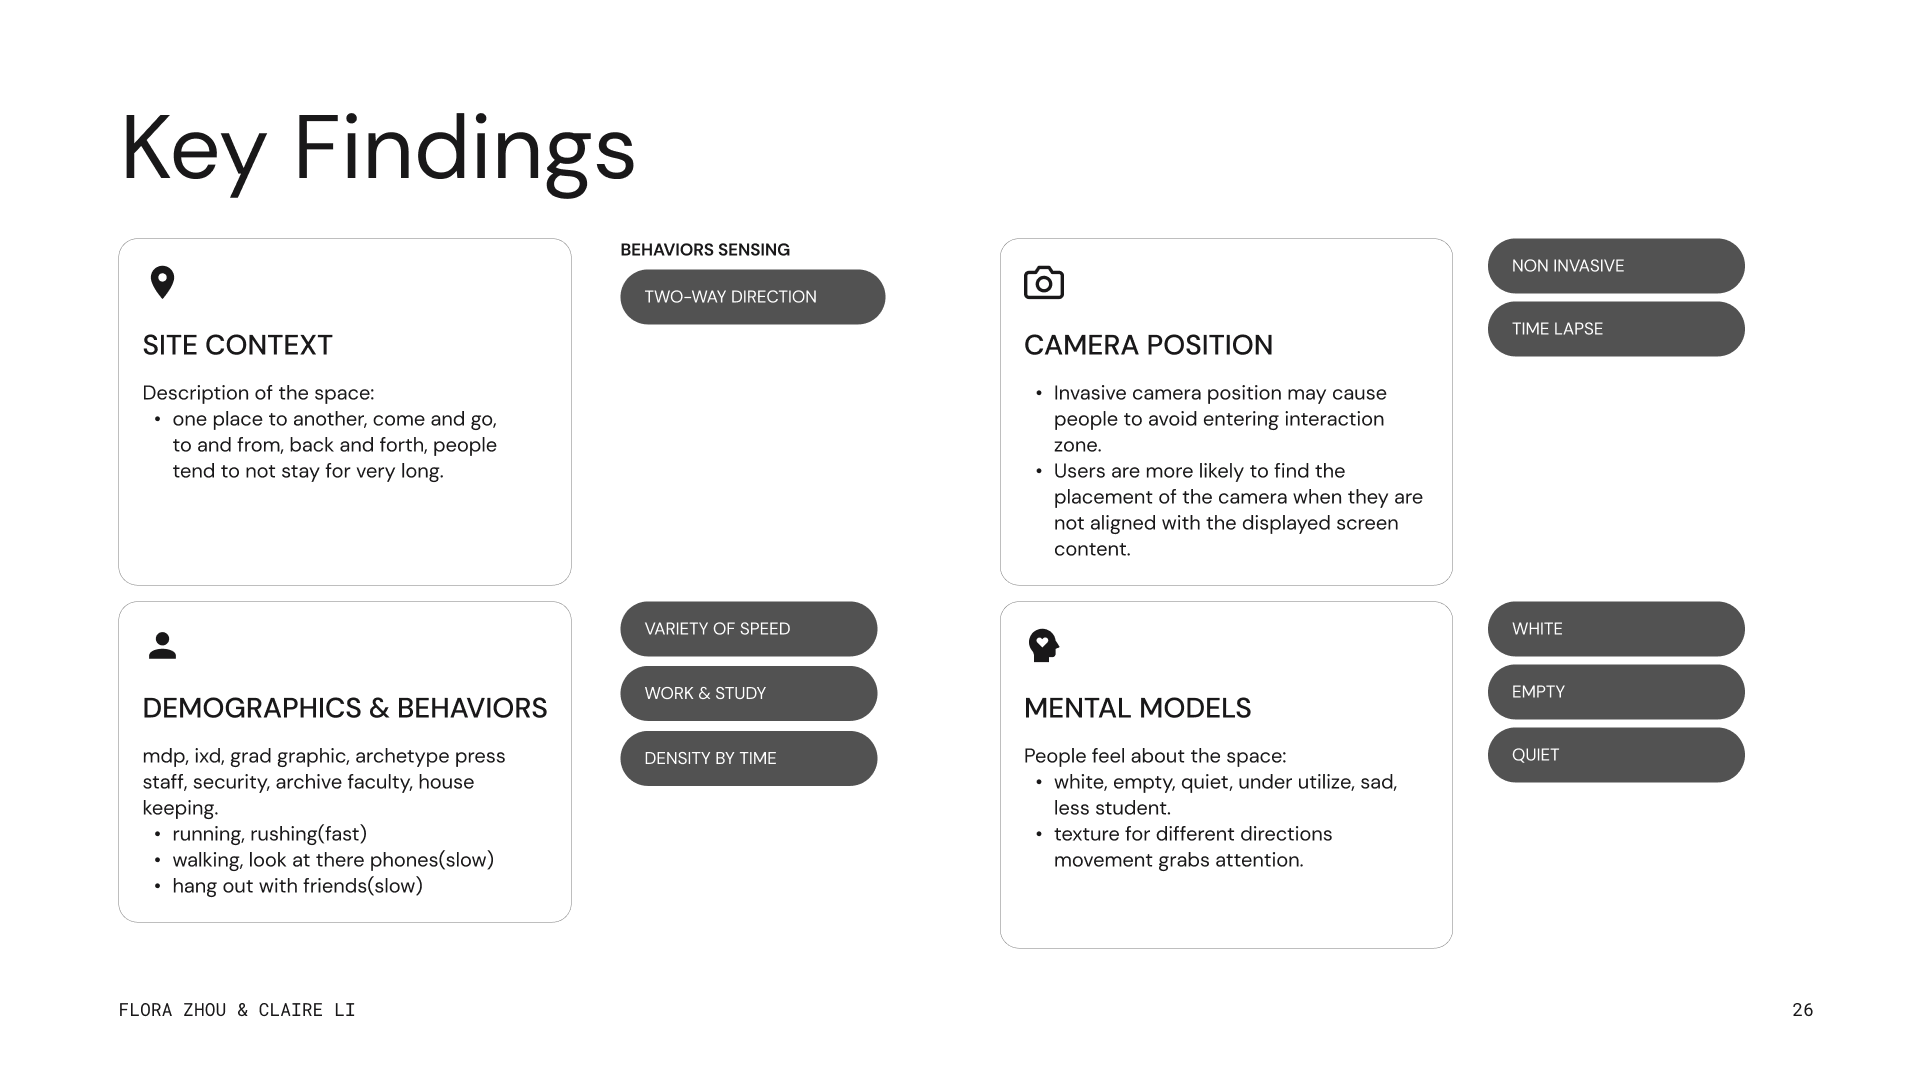 Key Findings
SITE CONTEXT
Description of the space:
• one place to another, come and go,
to and from, back and forth, people
tend to not stay for very long.
BEHAVIORS SENSING
TWO-WAY DIRECTION
CAMERA POSITION
• Invasive camera position may cause
people to avoid entering interaction
zone.
• Users are more likely to find the
placement of the camera when they are
not aligned with the displayed screen
content.
NON INVASIVE
TIME LAPSE
DEMOGRAPHICS & BEHAVIORS
mdp, ixd, grad graphic, archetype press
staff, security, archive faculty, house
keeping.
• running, rushing(fast)
• walking, look at there phones(slow)
• hang out with friends(slow)
VARIETY OF SPEED
WORK & STUDY
DENSITY BY TIME
MENTAL MODELS
People feel about the space:
• white, empty, quiet, under utilize, sad,
less student.
• texture for different directions
movement grabs attention.
WHITE
EMPTY
QUIET
FLORA ZHOU & CLAIRE LI
26